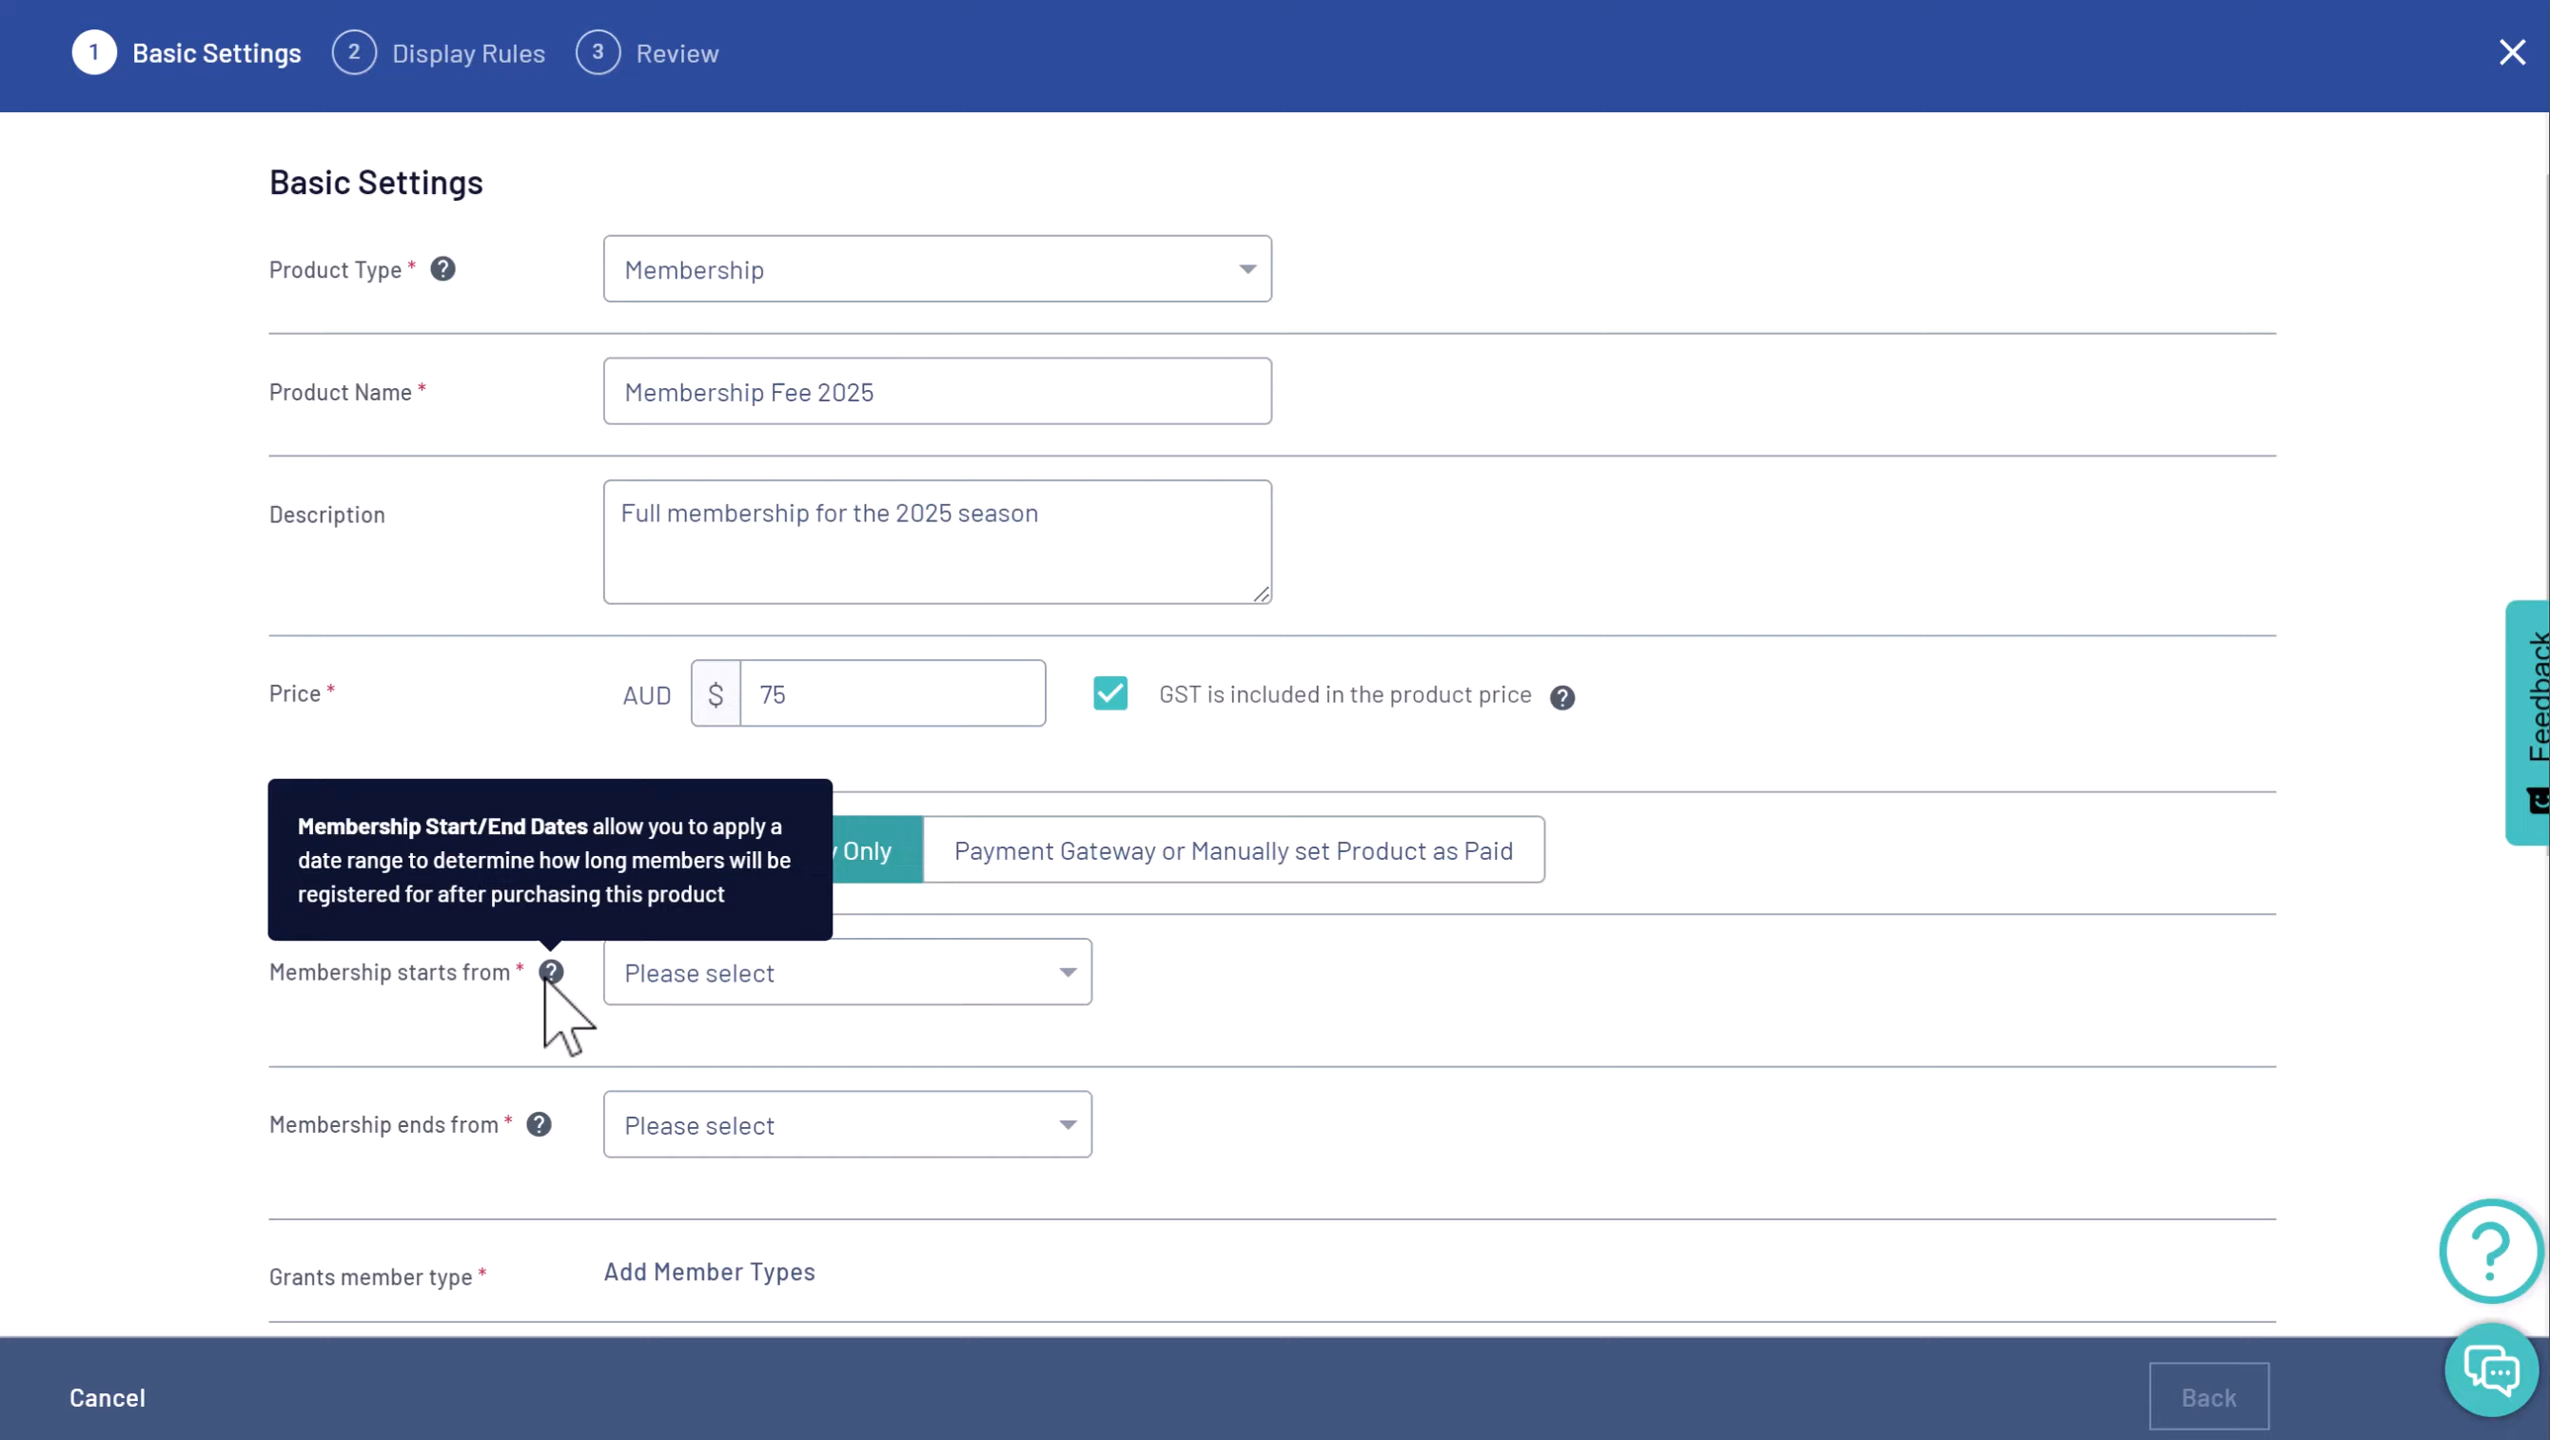 1 Basic Settings 2 Display Rules 3 Review
Basic Settings
Product Type * ? Membership
Product Name * Membership Fee 2025
Description Full membership for the 2025 season
Price * AUD $ 75 GST is included in the product price ?
Membership Start/End Dates allow you to apply a
date range to determine how long members will be
registered for after purchasing this product
Only Payment Gateway or Manually set Product as Paid
Membership starts from * ? Please select
Membership ends from * ? Please select
Grants member type * Add Member Types
Feedback
?
Cancel Back